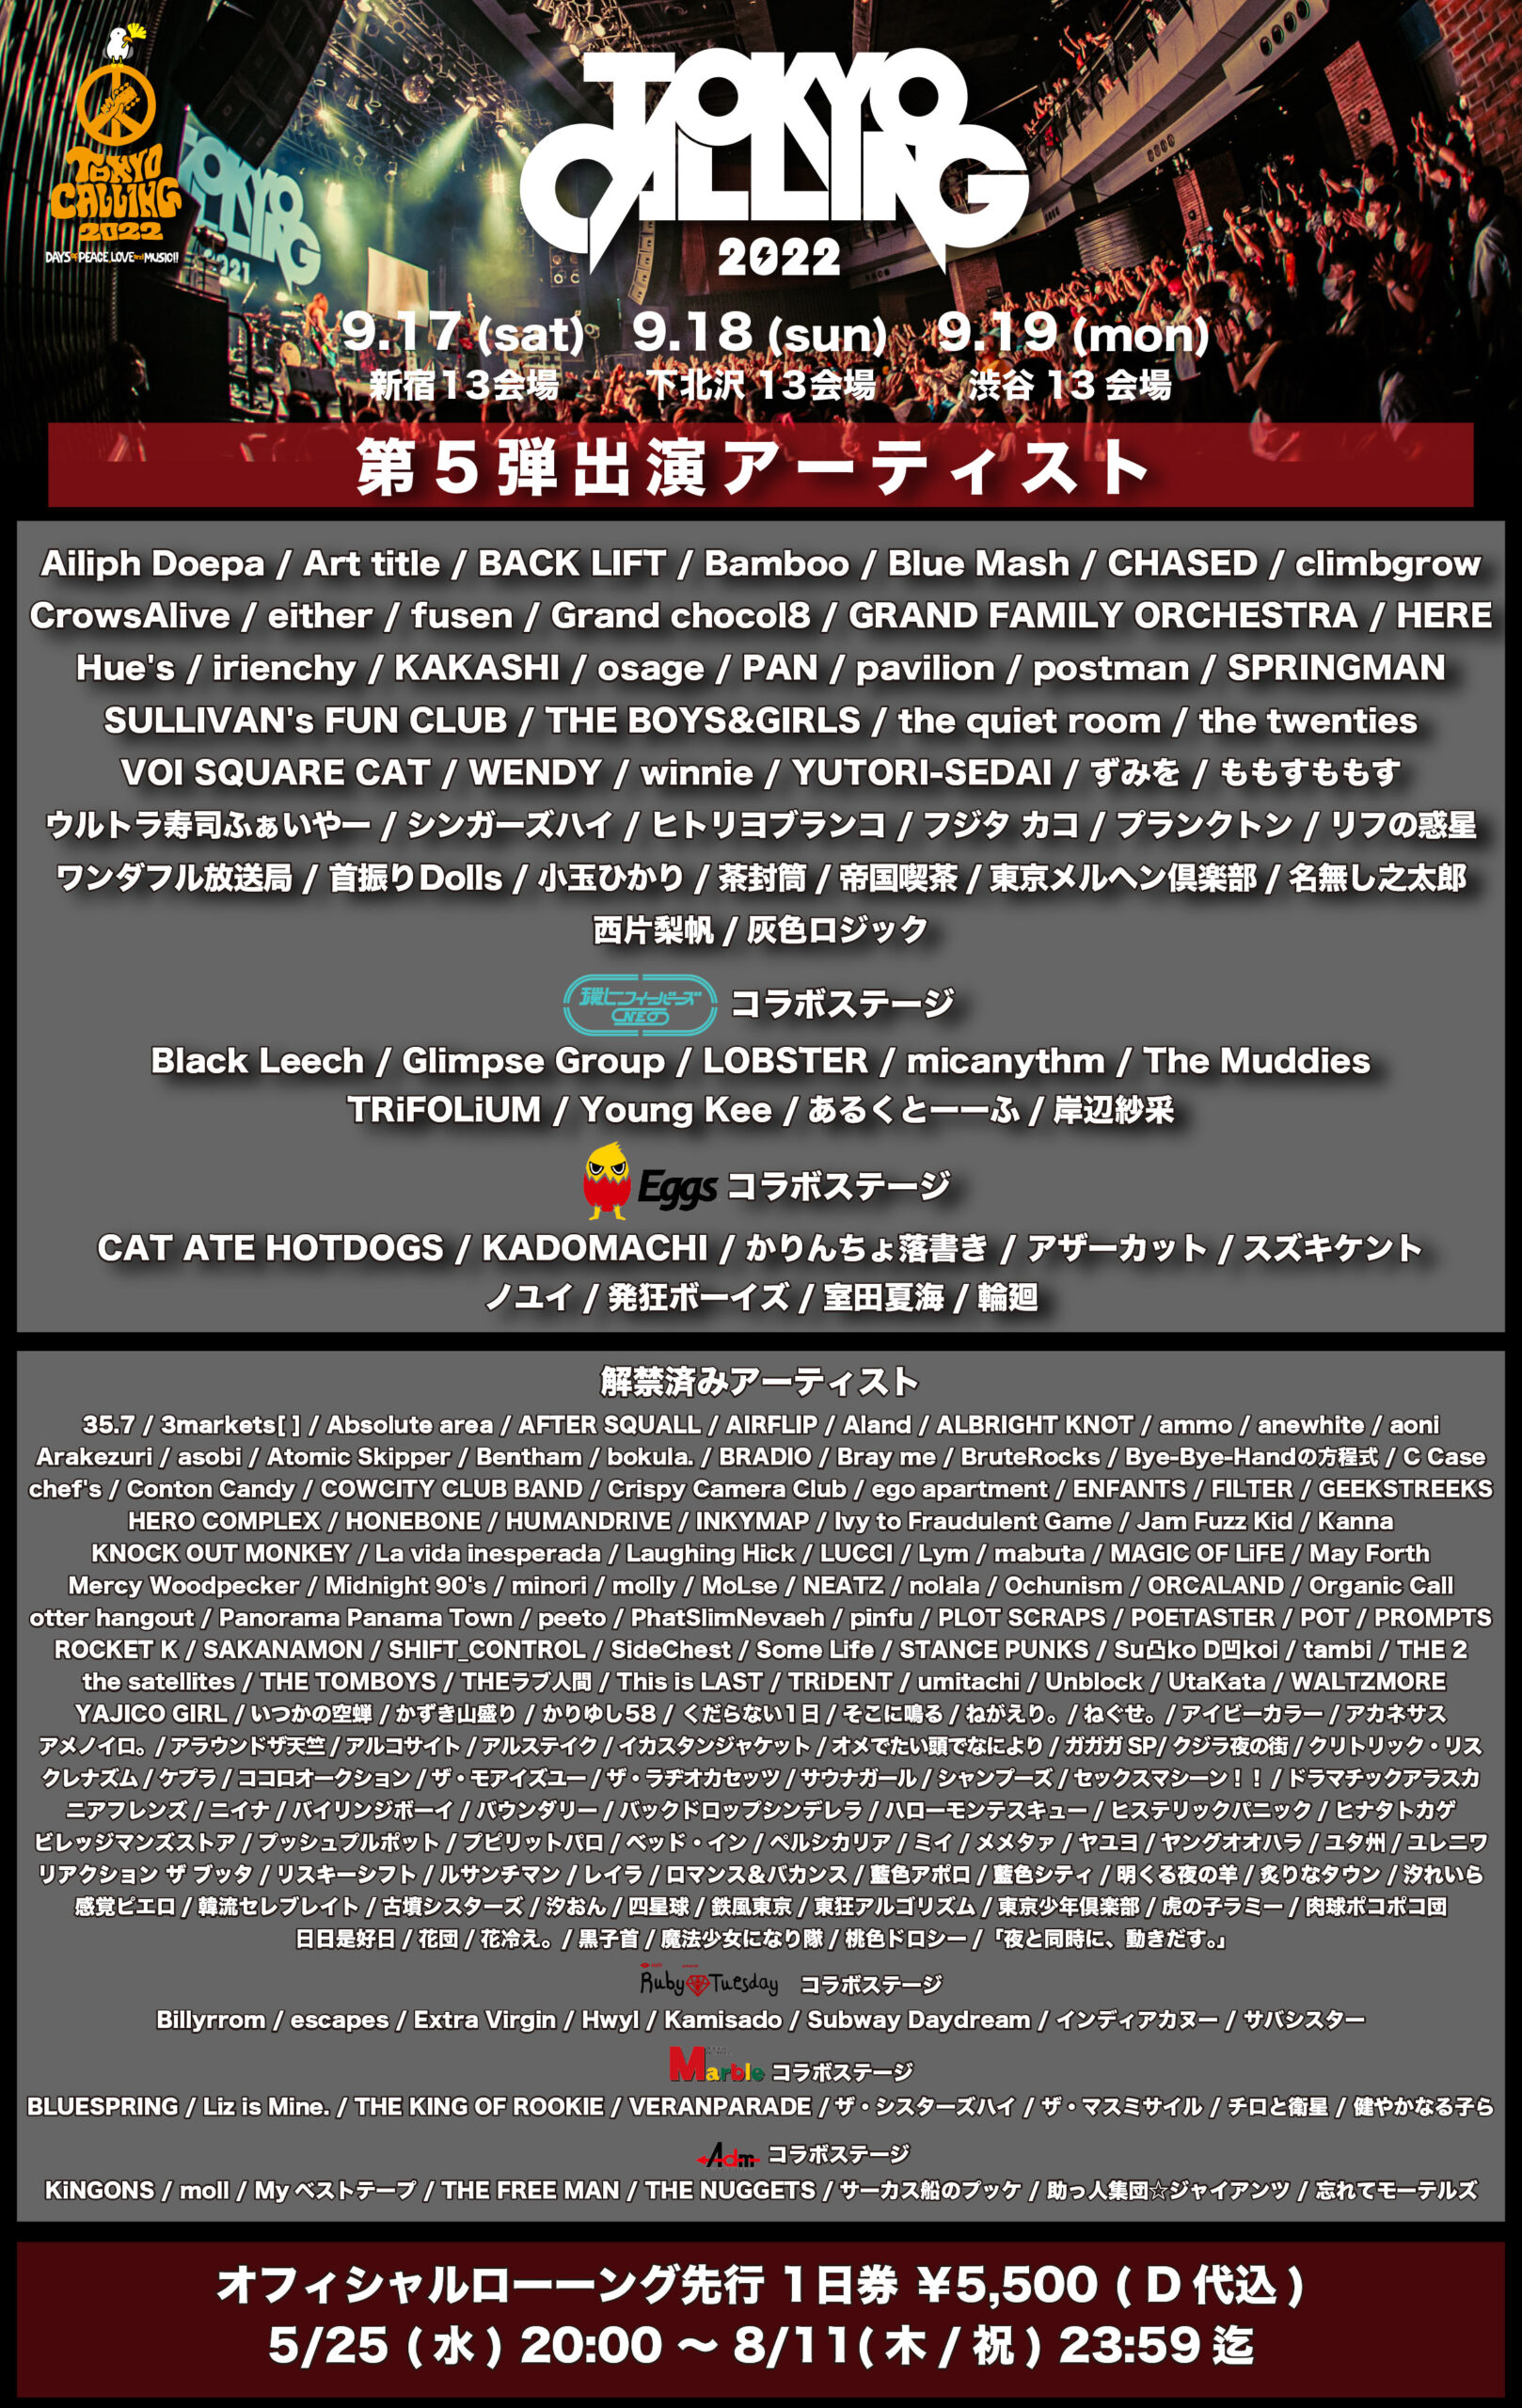 TOKYO
CALLING
2022
DAYS of PEACE, LOVE and MUSIC!!
TOKYO
CALLING
2021
TOKYO
CALLING
2022
9.17 (sat) 9.18 (sun) 9.19 (mon)
新宿13会場 下北沢 13会場 渋谷 13 会場
第5弾出演アーティスト
Ailiph Doepa / Art title / BACK LIFT / Bamboo / Blue Mash / CHASED / climbgrow
CrowsAlive / either / fusen / Grand chocol8 / GRAND FAMILY ORCHESTRA / HERE
Hue's / irienchy / KAKASHI / osage / PAN / pavilion / postman / SPRINGMAN
SULLIVAN's FUN CLUB / THE BOYS&GIRLS / the quiet room / the twenties
VOI SQUARE CAT / WENDY / winnie / YUTORI-SEDAI / ずみを / ももすももす
ウルトラ寿司ふぁいやー / シンガーズハイ / ヒトリヨブランコ / フジタ カコ / プランクトン / リフの惑星
ワンダフル放送局 / 首振りDolls / 小玉ひかり / 茶封筒 / 帝国喫茶 / 東京メルヘン倶楽部 / 名無し之太郎
西片梨帆 / 灰色ロジック
環七フィーバーズ NEO コラボステージ
Black Leech / Glimpse Group / LOBSTER / micanythm / The Muddies
TRiFOLiUM / Young Kee / あるくとーーふ / 岸辺紗采
Eggs コラボステージ
CAT ATE HOTDOGS / KADOMACHI / かりんちょ落書き / アザーカット / スズキケント
ノユイ / 発狂ボーイズ / 室田夏海 / 輪廻
解禁済みアーティスト
35.7 / 3markets[ ] / Absolute area / AFTER SQUALL / AIRFLIP / Aland / ALBRIGHT KNOT / ammo / anewhite / aoni
Arakezuri / asobi / Atomic Skipper / Bentham / bokula. / BRADIO / Bray me / BruteRocks / Bye-Bye-Handの方程式 / C Case
chef's / Conton Candy / COWCITY CLUB BAND / Crispy Camera Club / ego apartment / ENFANTS / FILTER / GEEKSTREEKS
HERO COMPLEX / HONEBONE / HUMANDRIVE / INKYMAP / Ivy to Fraudulent Game / Jam Fuzz Kid / Kanna
KNOCK OUT MONKEY / La vida inesperada / Laughing Hick / LUCCI / Lym / mabuta / MAGIC OF LiFE / May Forth
Mercy Woodpecker / Midnight 90's / minori / molly / MoLse / NEATZ / nolala / Ochunism / ORCALAND / Organic Call
otter hangout / Panorama Panama Town / peeto / PhatSlimNevaeh / pinfu / PLOT SCRAPS / POETASTER / POT / PROMPTS
ROCKET K / SAKANAMON / SHIFT_CONTROL / SideChest / Some Life / STANCE PUNKS / Su凸ko D凹koi / tambi / THE 2
the satellites / THE TOMBOYS / THEラブ人間 / This is LAST / TRiDENT / umitachi / Unblock / UtaKata / WALTZMORE
YAJICO GIRL / いつかの空蝉 / かずき山盛り / かりゆし58 / くだらない1日 / そこに鳴る / ねがえり。/ ねぐせ。/ アイビーカラー / アカネサス
アメノイロ。/ アラウンドザ天竺 / アルコサイト / アルステイク / イカスタンジャケット / オメでたい頭でなにより / ガガガ SP/ クジラ夜の街 / クリトリック・リス
クレナズム / ケプラ / ココロオークション / ザ・モアイズユー / ザ・ラヂオカセッツ / サウナガール / シャンプーズ / セックスマシーン！！ / ドラマチックアラスカ
ニアフレンズ / ニイナ / バイリンジボーイ / バウンダリー / バックドロップシンデレラ / ハローモンテスキュー / ヒステリックパニック / ヒナタトカゲ
ビレッジマンズストア / プッシュプルポット / プピリットパロ / ベッド・イン / ペルシカリア / ミイ / メメタァ / ヤユヨ / ヤングオオハラ / ユタ州 / ユレニワ
リアクション ザ ブッタ / リスキーシフト / ルサンチマン / レイラ / ロマンス&バカンス / 藍色アポロ / 藍色シティ / 明くる夜の羊 / 炙りなタウン / 汐れいら
感覚ピエロ / 韓流セレブレイト / 古墳シスターズ / 汐おん / 四星球 / 鉄風東京 / 東狂アルゴリズム / 東京少年倶楽部 / 虎の子ラミー / 肉球ポコポコ団
日日是好日 / 花団 / 花冷え。/ 黒子首 / 魔法少女になり隊 / 桃色ドロシー / 「夜と同時に、動きだす。」
Ruby Tuesday コラボステージ
Billyrrom / escapes / Extra Virgin / Hwyl / Kamisado / Subway Daydream / インディアカヌー / サバシスター
Marble コラボステージ
BLUESPRING / Liz is Mine. / THE KING OF ROOKIE / VERANPARADE / ザ・シスターズハイ / ザ・マスミサイル / チロと衛星 / 健やかなる子ら
Adm コラボステージ
KiNGONS / moll / My ベストテープ / THE FREE MAN / THE NUGGETS / サーカス船のプッケ / 助っ人集団☆ジャイアンツ / 忘れてモーテルズ
オフィシャルローーング先行 1日券 ￥5,500 ( D 代込 )
5/25 ( 水 ) 20:00 〜 8/11( 木 / 祝 ) 23:59 迄